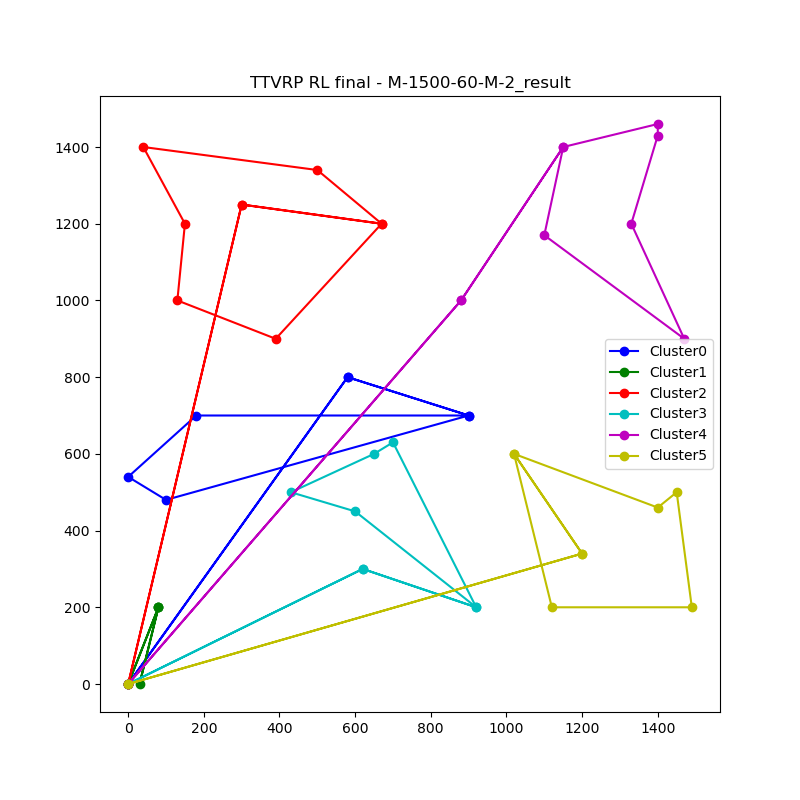 TTVRP RL final - M-1500-60-M-2_result
1400
1200
1000
800
600
400
200
0
Cluster0
Cluster1
Cluster2
Cluster3
Cluster4
Cluster5
0 200 400 600 800 1000 1200 1400